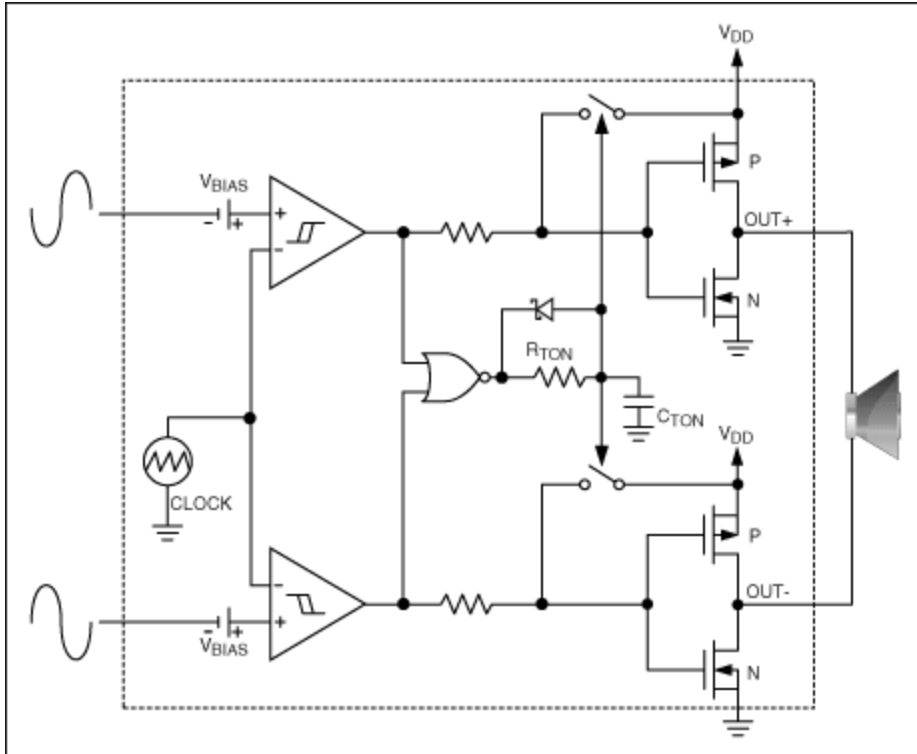 VDD
P
VBIAS
- +
+
-
OUT+
N
RTON
CTON
VDD
CLOCK
-
+
- +
VBIAS
P
OUT-
N